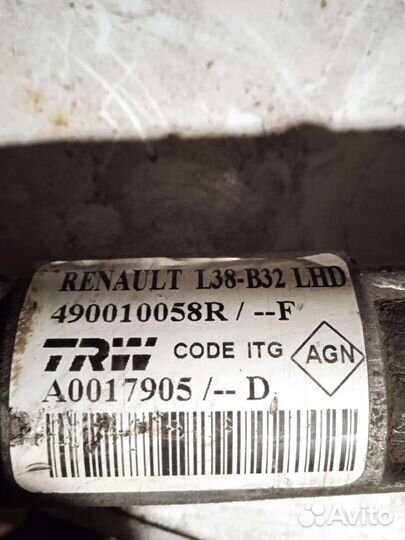 RENAULT L38-B32 LHD
490010058R / --F
TRW CODE ITG AGN
A0017905 /-- D
Avito